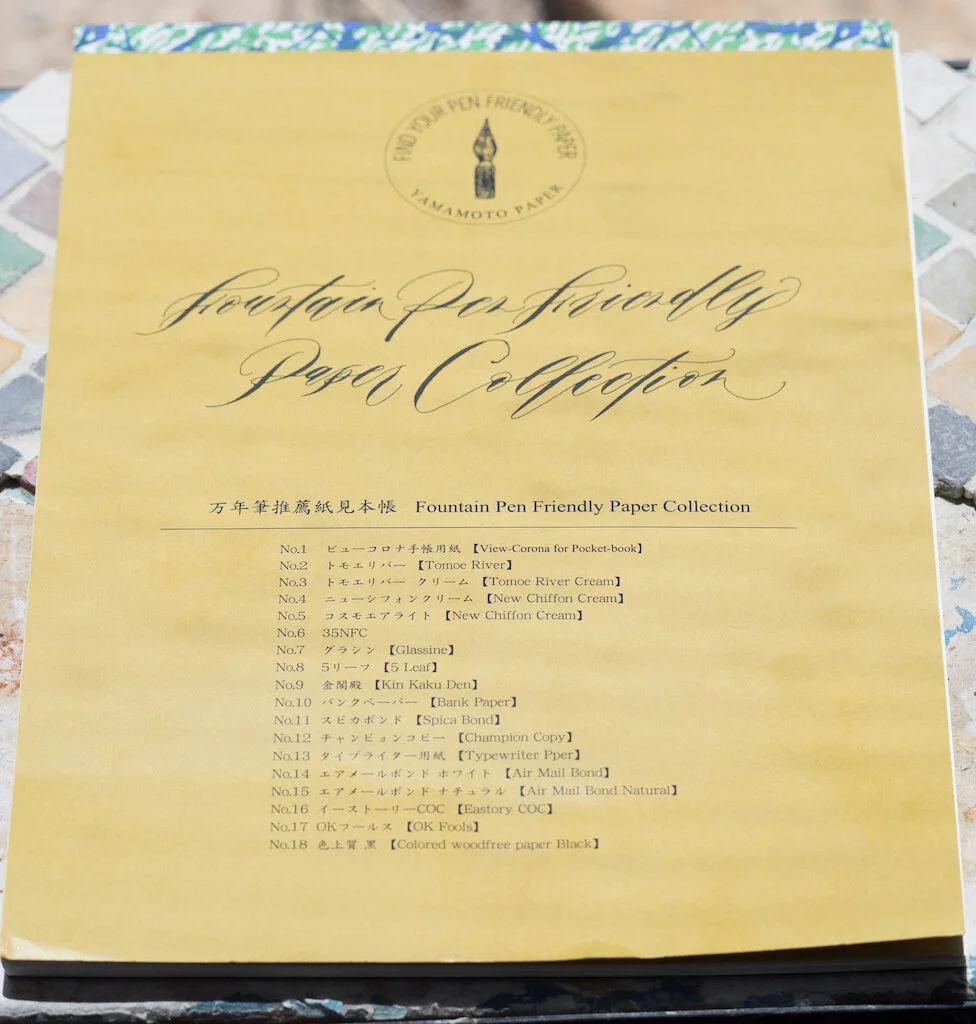 FIND YOUR PEN FRIENDLY PAPER
YAMAMOTO PAPER
Fountain Pen Friendly
Paper Collection
万年筆推薦紙見本帳 Fountain Pen Friendly Paper Collection
No.1 ビューコロナ手帳用紙 【View-Corona for Pocket-book】
No.2 トモエリバー 【Tomoe River】
No.3 トモエリバー クリーム 【Tomoe River Cream】
No.4 ニューシフォンクリーム 【New Chiffon Cream】
No.5 コスモエアライト 【New Chiffon Cream】
No.6 35NFC
No.7 グラシン 【Glassine】
No.8 5リーフ 【5 Leaf】
No.9 金閣殿 【Kin Kaku Den】
No.10 バンクペーパー 【Bank Paper】
No.11 スピカボンド 【Spica Bond】
No.12 チャンピョンコピー 【Champion Copy】
No.13 タイプライター用紙 【Typewriter Pper】
No.14 エアメールボンド ホワイト 【Air Mail Bond】
No.15 エアメールボンド ナチュラル 【Air Mail Bond Natural】
No.16 イーストーリーCOC 【Eastory COC】
No.17 OKフールス 【OK Fools】
No.18 色上質 黒 【Colored woodfree paper Black】